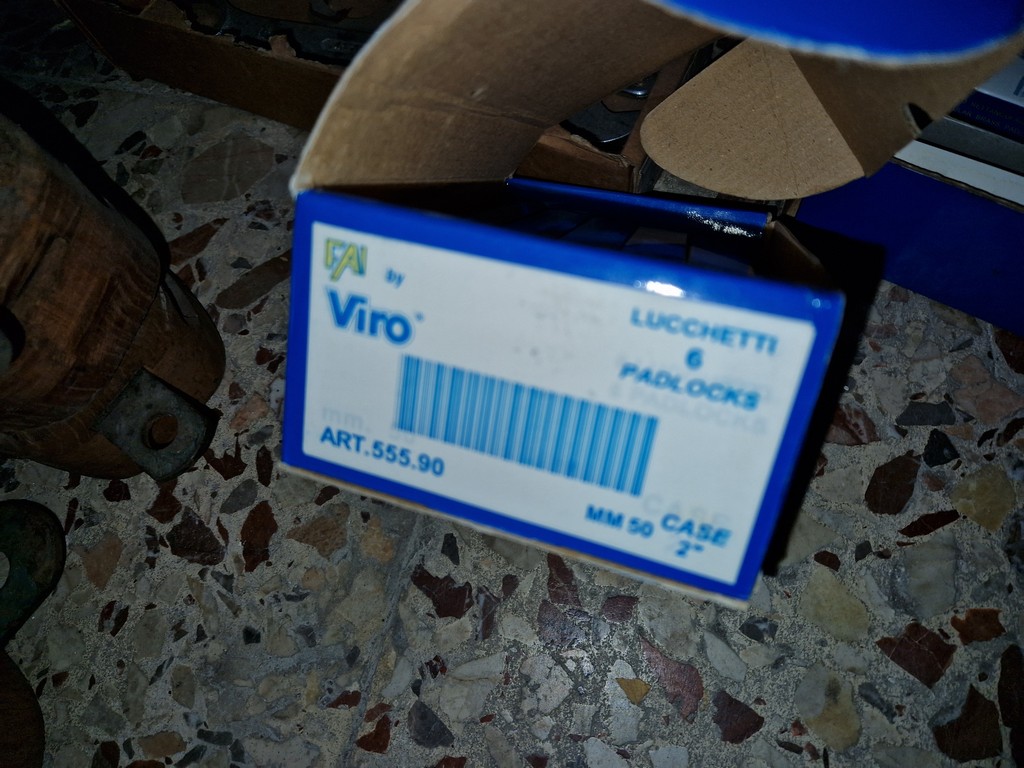 FAI
by
Viro
LUCCHETTI
6
PADLOCKS
ART.555.90
MM 50 CASE
2"